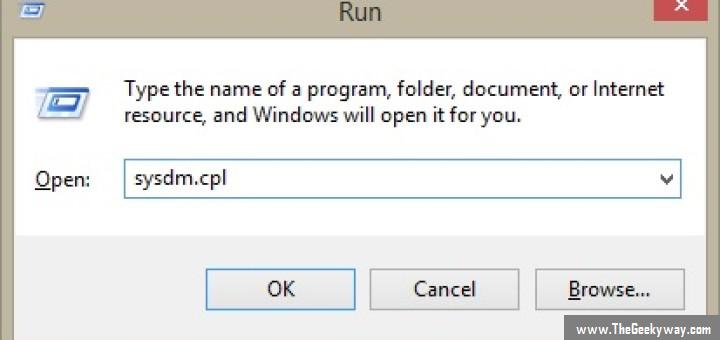 Run
Type the name of a program, folder, document, or Internet
resource, and Windows will open it for you.
Open: sysdm.cpl
OK Cancel Browse...
www.TheGeekyway.com